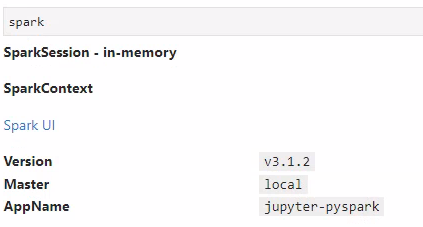 spark
SparkSession - in-memory
SparkContext
Spark UI
Version v3.1.2
Master local
AppName jupyter-pyspark